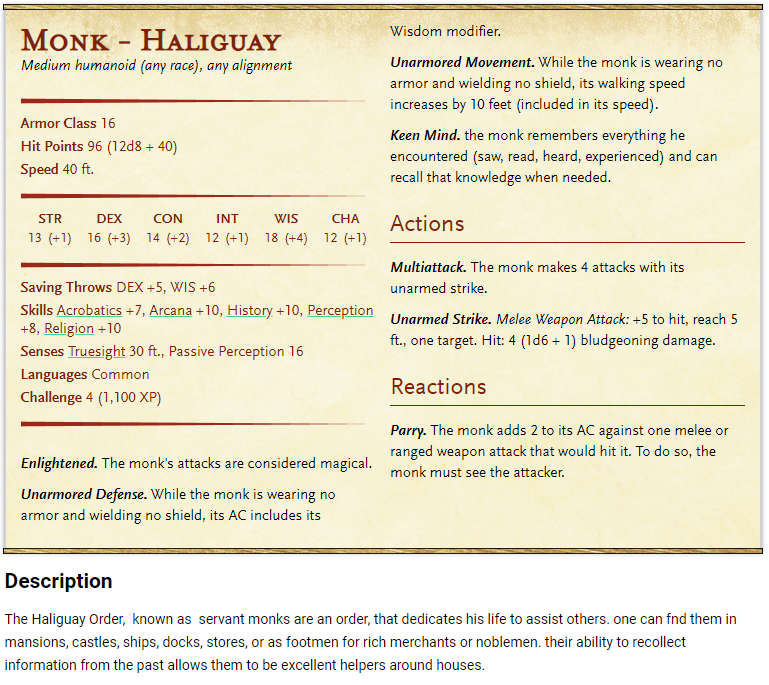 Monk – Haliguay
Medium humanoid (any race), any alignment
Armor Class 16
Hit Points 96 (12d8 + 40)
Speed 40 ft.
STR DEX CON INT WIS CHA
13 (+1) 16 (+3) 14 (+2) 12 (+1) 18 (+4) 12 (+1)
Saving Throws DEX +5, WIS +6
Skills Acrobatics +7, Arcana +10, History +10, Perception
+8, Religion +10
Senses Truesight 30 ft., Passive Perception 16
Languages Common
Challenge 4 (1,100 XP)
Enlightened. The monk's attacks are considered magical.
Unarmored Defense. While the monk is wearing no
armor and wielding no shield, its AC includes its
Wisdom modifier.
Unarmored Movement. While the monk is wearing no
armor and wielding no shield, its walking speed
increases by 10 feet (included in its speed).
Keen Mind. the monk remembers everything he
encountered (saw, read, heard, experienced) and can
recall that knowledge when needed.
Actions
Multiattack. The monk makes 4 attacks with its
unarmed strike.
Unarmed Strike. Melee Weapon Attack: +5 to hit, reach 5
ft., one target. Hit: 4 (1d6 + 1) bludgeoning damage.
Reactions
Parry. The monk adds 2 to its AC against one melee or
ranged weapon attack that would hit it. To do so, the
monk must see the attacker.
Description
The Haliguay Order, known as servant monks are an order, that dedicates his life to assist others. one can fnd them in
mansions, castles, ships, docks, stores, or as footmen for rich merchants or noblemen. their ability to recollect
information from the past allows them to be excellent helpers around houses.